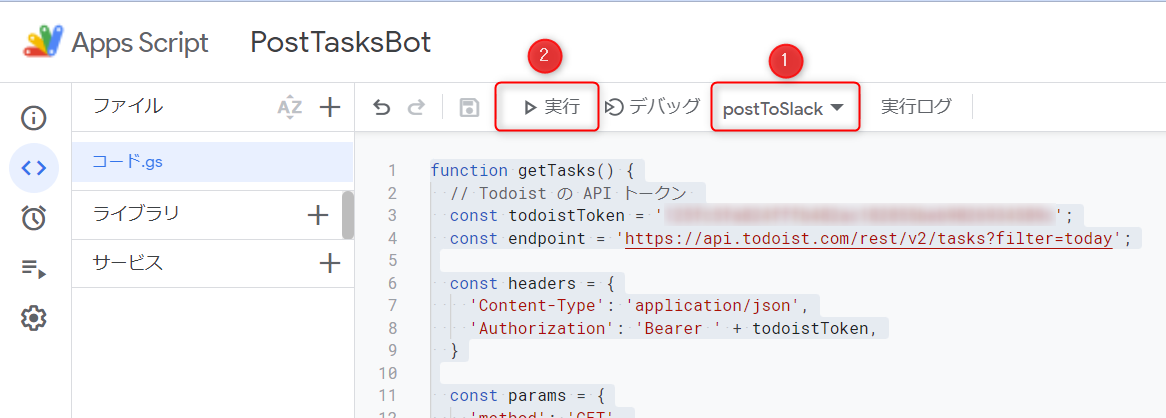 Apps Script PostTasksBot
2 1
ファイル AZ
実行 デバッグ postToSlack 実行ログ
コード.gs
ライブラリ
サービス
1 function getTasks() {
2 // Todoist の API トークン
3 const todoistToken = ' ';
4 const endpoint = 'https://api.todoist.com/rest/v2/tasks?filter=today';
5
6 const headers = {
7 'Content-Type': 'application/json',
8 'Authorization': 'Bearer ' + todoistToken,
9 }
10
11 const params = {
12 'method': 'GET'